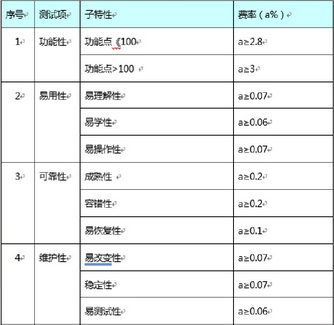 序号 测试项 子特性 费率（a%）
1 功能性 功能点《100 a≥2.8
功能点>100 a≥3
2 易用性 易理解性 a≥0.07
易学性 a≥0.06
易操作性 a≥0.07
3 可靠性 成熟性 a≥0.2
容错性 a≥0.2
易恢复性 a≥0.1
4 维护性 易改变性 a≥0.07
稳定性 a≥0.07
易测试性 a≥0.06